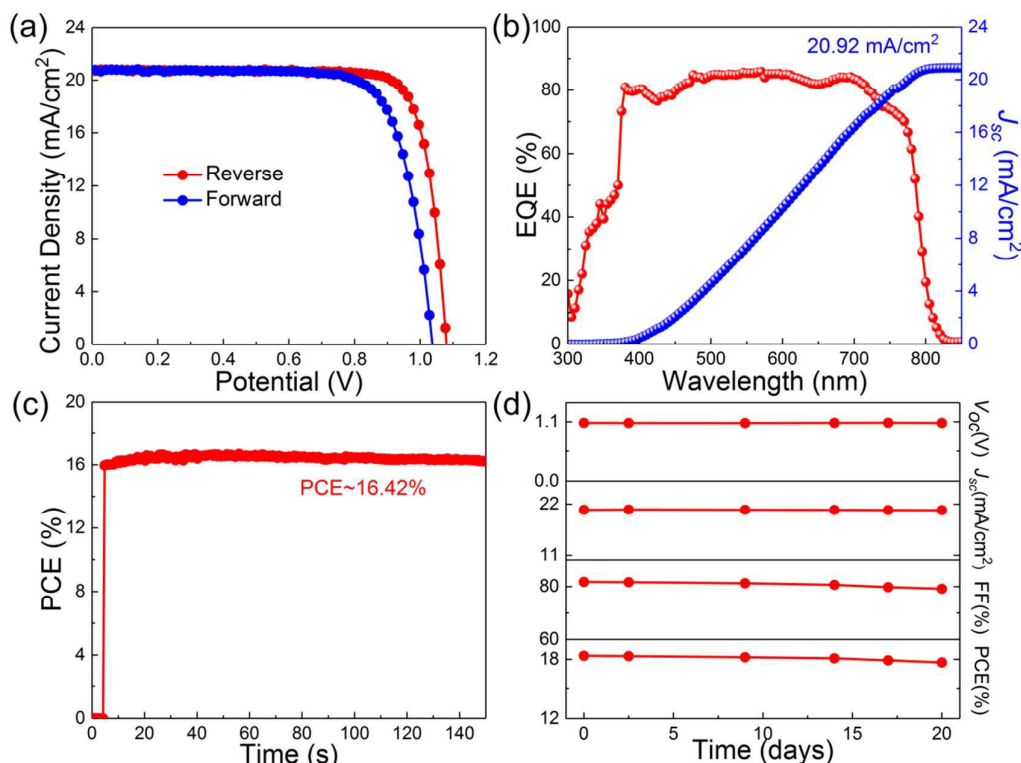 (a)
24
20
16
12
8
4
0
Current Density (mA/cm²)
Reverse
Forward
0.0 0.2 0.4 0.6 0.8 1.0 1.2
Potential (V)
(b)
100
80
60
40
20
0
EQE (%)
20.92 mA/cm²
24
20
16
12
8
4
0
Jsc (mA/cm²)
300 400 500 600 700 800
Wavelength (nm)
(c)
20
16
12
8
4
0
PCE (%)
PCE~16.42%
0 20 40 60 80 100 120 140
Time (s)
(d)
1.1
0.0
22
11
80
60
18
12
VOC(V)
Jsc(mA/cm²)
FF(%)
PCE(%)
0 5 10 15 20
Time (days)